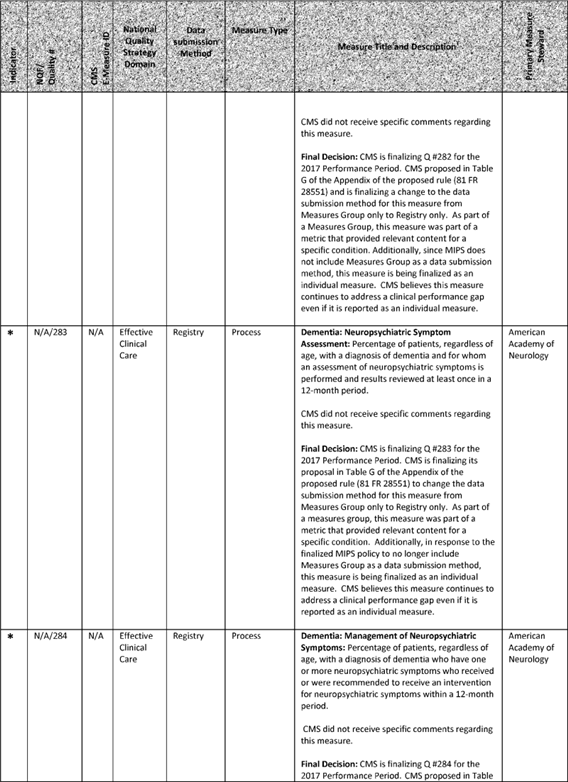 Indicator
NQF/
Quality #
CMS
E-Measure ID
National
Quality
Strategy
Domain
Data
submission
Method
Measure Type
Measure Title and Description
Primary Measure
Steward
CMS did not receive specific comments regarding
this measure.
Final Decision: CMS is finalizing Q #282 for the
2017 Performance Period. CMS proposed in Table
G of the Appendix of the proposed rule (81 FR
28551) and is finalizing a change to the data
submission method for this measure from
Measures Group only to Registry only.  As part of
a Measures Group, this measure was part of a
metric that provided relevant content for a
specific condition. Additionally, since MIPS does
not include Measures Group as a data submission
method, this measure is being finalized as an
individual measure.  CMS believes this measure
continues to address a clinical performance gap
even if it is reported as an individual measure.
*
N/A/283
N/A
Effective
Clinical
Care
Registry
Process
Dementia: Neuropsychiatric Symptom
Assessment: Percentage of patients, regardless of
age, with a diagnosis of dementia and for whom
an assessment of neuropsychiatric symptoms is
performed and results reviewed at least once in a
12-month period.
CMS did not receive specific comments regarding
this measure.
Final Decision: CMS is finalizing Q #283 for the
2017 Performance Period. CMS is finalizing its
proposal in Table G of the Appendix of the
proposed rule (81 FR 28551) to change the data
submission method for this measure from
Measures Group only to Registry only.  As part of
a measures group, this measure was part of a
metric that provided relevant content for a
specific condition.  Additionally, in response to the
finalized MIPS policy to no longer include
Measures Group as a data submission method,
this measure is being finalized as an individual
measure.  CMS believes this measure continues to
address a clinical performance gap even if it is
reported as an individual measure.
American
Academy of
Neurology
*
N/A/284
N/A
Effective
Clinical
Care
Registry
Process
Dementia: Management of Neuropsychiatric
Symptoms: Percentage of patients, regardless of
age, with a diagnosis of dementia who have one
or more neuropsychiatric symptoms who received
or were recommended to receive an intervention
for neuropsychiatric symptoms within a 12-month
period.
CMS did not receive specific comments regarding
this measure.
Final Decision: CMS is finalizing Q #284 for the
2017 Performance Period. CMS proposed in Table
American
Academy of
Neurology